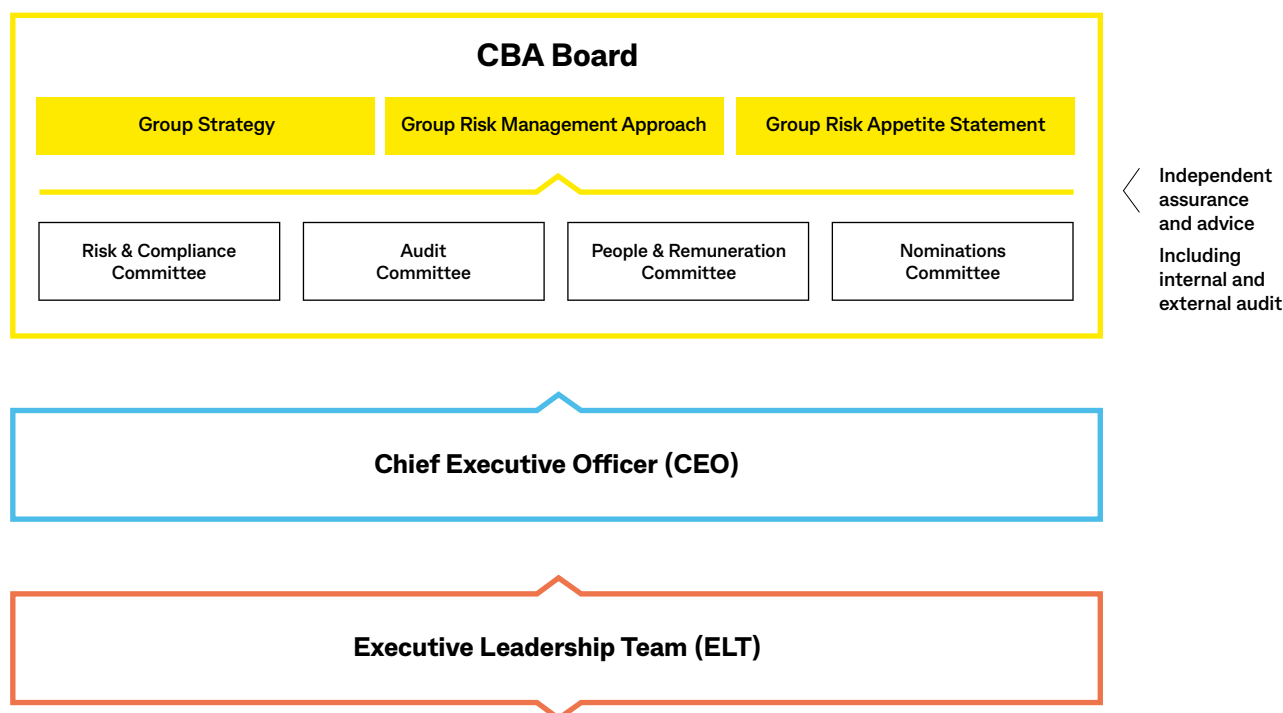 CBA Board
Group Strategy
Group Risk Management Approach
Group Risk Appetite Statement
Risk & Compliance
Committee
Audit
Committee
People & Remuneration
Committee
Nominations
Committee
Independent
assurance
and advice
Including
internal and
external audit
Chief Executive Officer (CEO)
Executive Leadership Team (ELT)